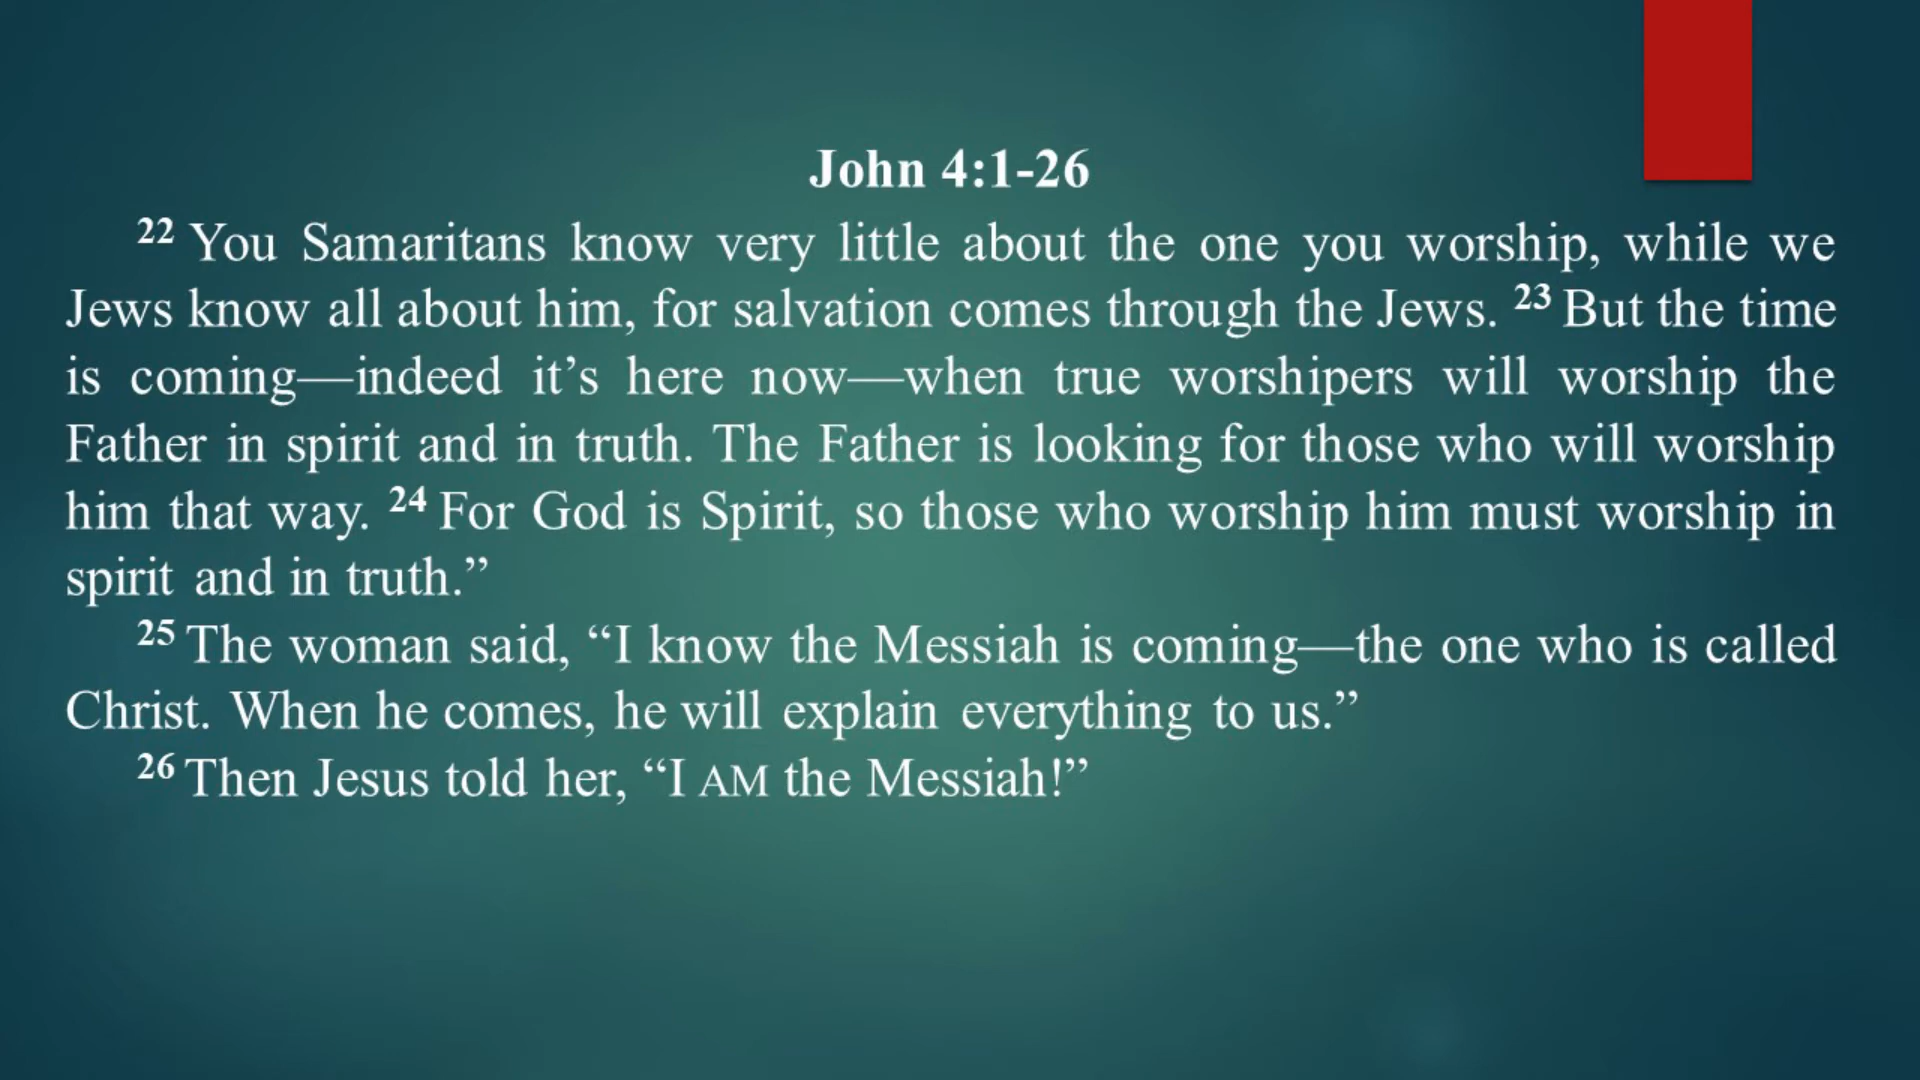 John 4:1-26
22 You Samaritans know very little about the one you worship, while we
Jews know all about him, for salvation comes through the Jews. 23 But the time
is coming—indeed it’s here now—when true worshipers will worship the
Father in spirit and in truth. The Father is looking for those who will worship
him that way. 24 For God is Spirit, so those who worship him must worship in
spirit and in truth.”
25 The woman said, “I know the Messiah is coming—the one who is called
Christ. When he comes, he will explain everything to us.”
26 Then Jesus told her, “I AM the Messiah!”